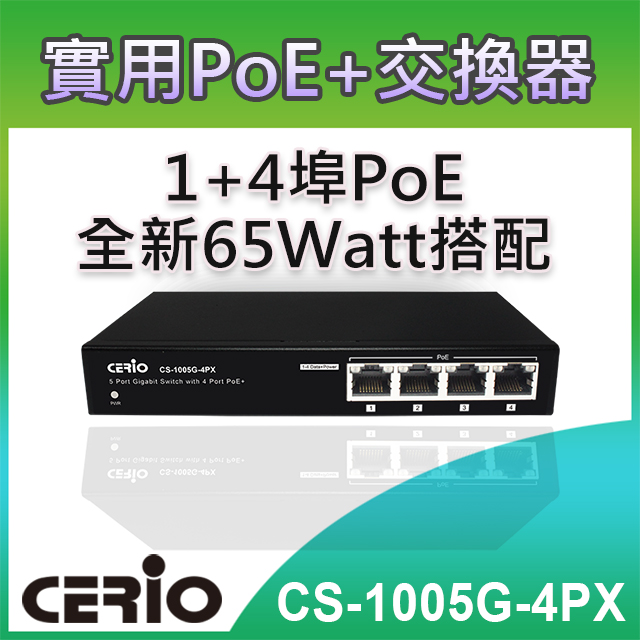 實用PoE+交換器
1+4埠PoE
全新65Watt搭配
CERIO CS-1005G-4PX
5 Port Gigabit Switch with 4 Port PoE+
PWR
1-4 Data+Power
PoE
1 2 3 4
CERIO
CS-1005G-4PX